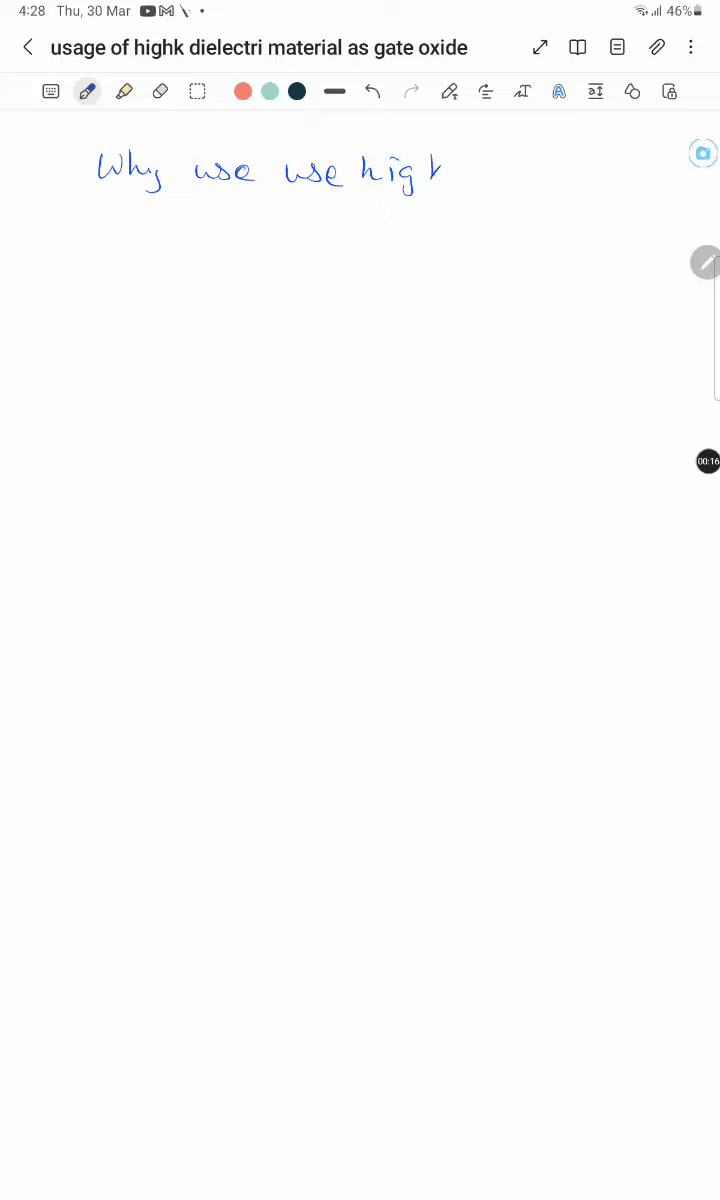 4:28 Thu, 30 Mar 46%
usage of highk dielectri material as gate oxide
Why use use high
00:16